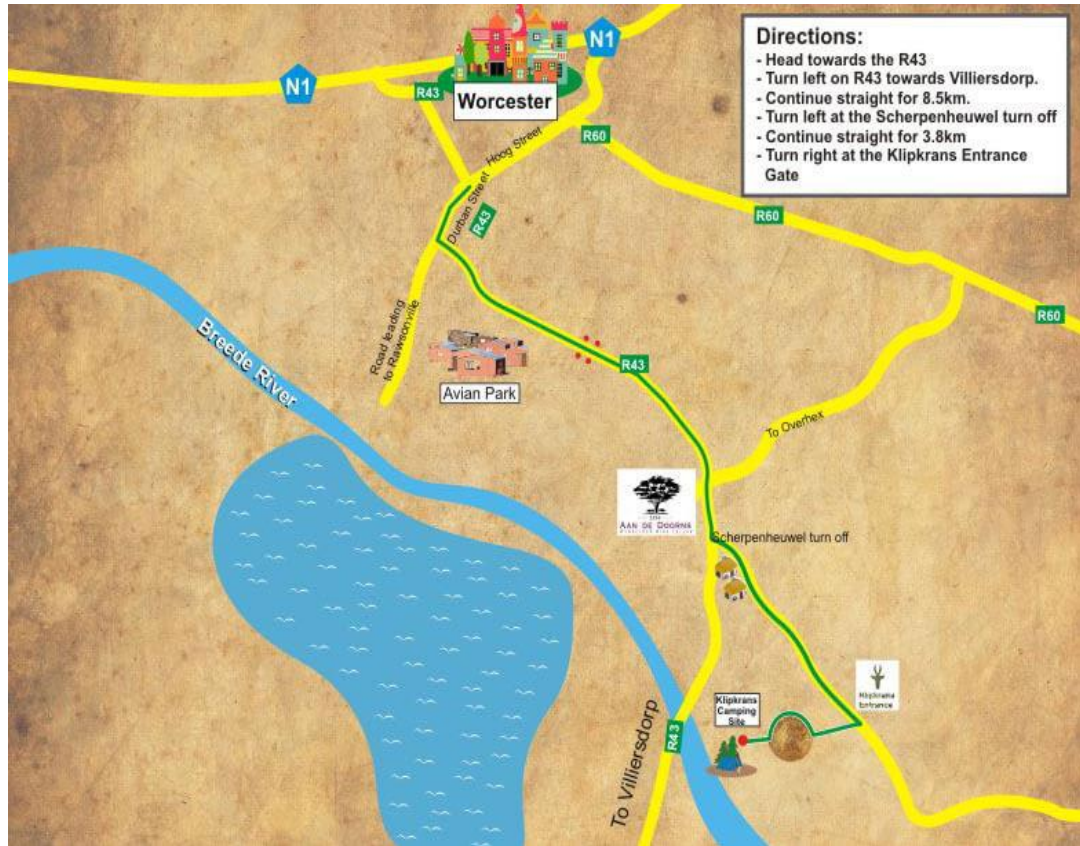 Directions:
- Head towards the R43
- Turn left on R43 towards Villiersdorp.
- Continue straight for 8.5km.
- Turn left at the Scherpenheuwel turn off
- Continue straight for 3.8km
- Turn right at the Klipkrans Entrance
Gate
N1
N1
R43
Worcester
Hoog Street
R60
Durban Street
R43
R60
R60
Road leading
to Rawsonville
Breede River
Avian Park
R43
To Overhex
AAN DE DOORNS
Scherpenheuwel turn off
Klipkrans
Entrance
Klipkrans
Camping
Site
R43
To Villiersdorp